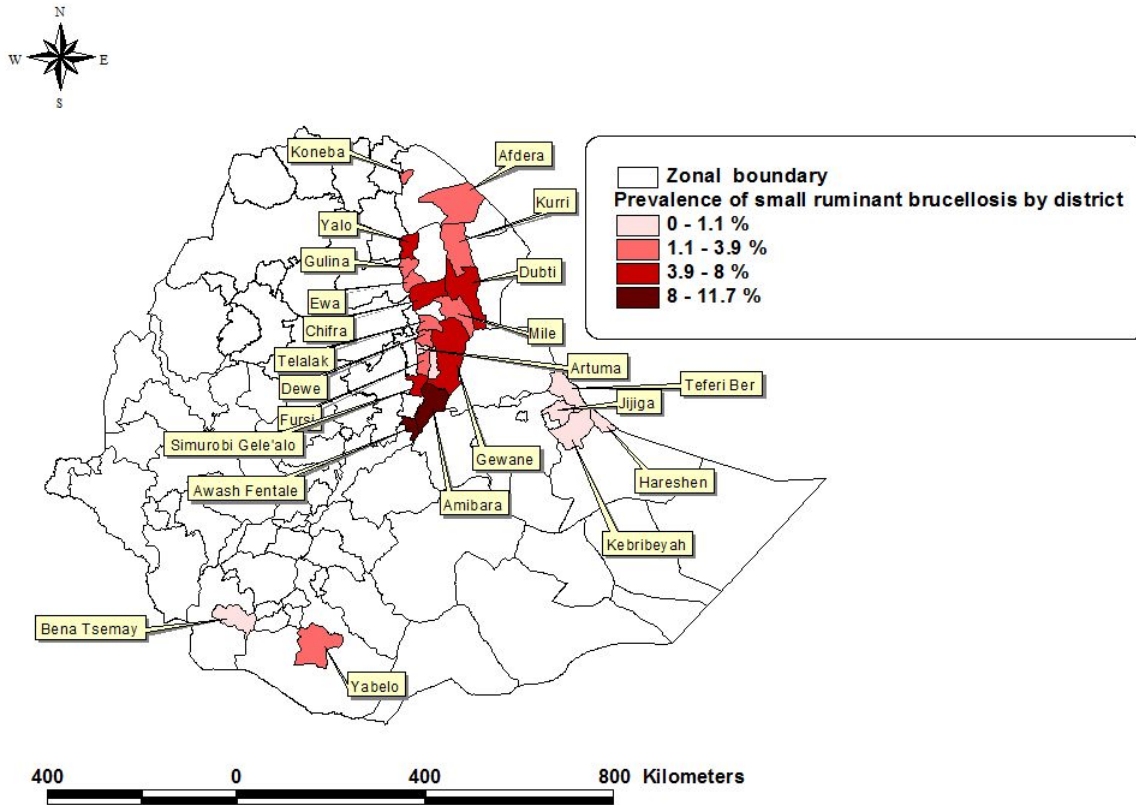 N
W E
S
Koneba
Afdera
Kurri
Yalo
Gulina
Dubti
Ewa
Chifra
Mile
Telalak
Artuma
Dewe
Teferi Ber
Jijiga
Fursi
Simurobi Gele'alo
Gewane
Hareshen
Awash Fentale
Amibara
Kebribeyah
Bena Tsemay
Yabelo
Zonal boundary
Prevalence of small ruminant brucellosis by district
0 - 1.1 %
1.1 - 3.9 %
3.9 - 8 %
8 - 11.7 %
400 0 400 800 Kilometers